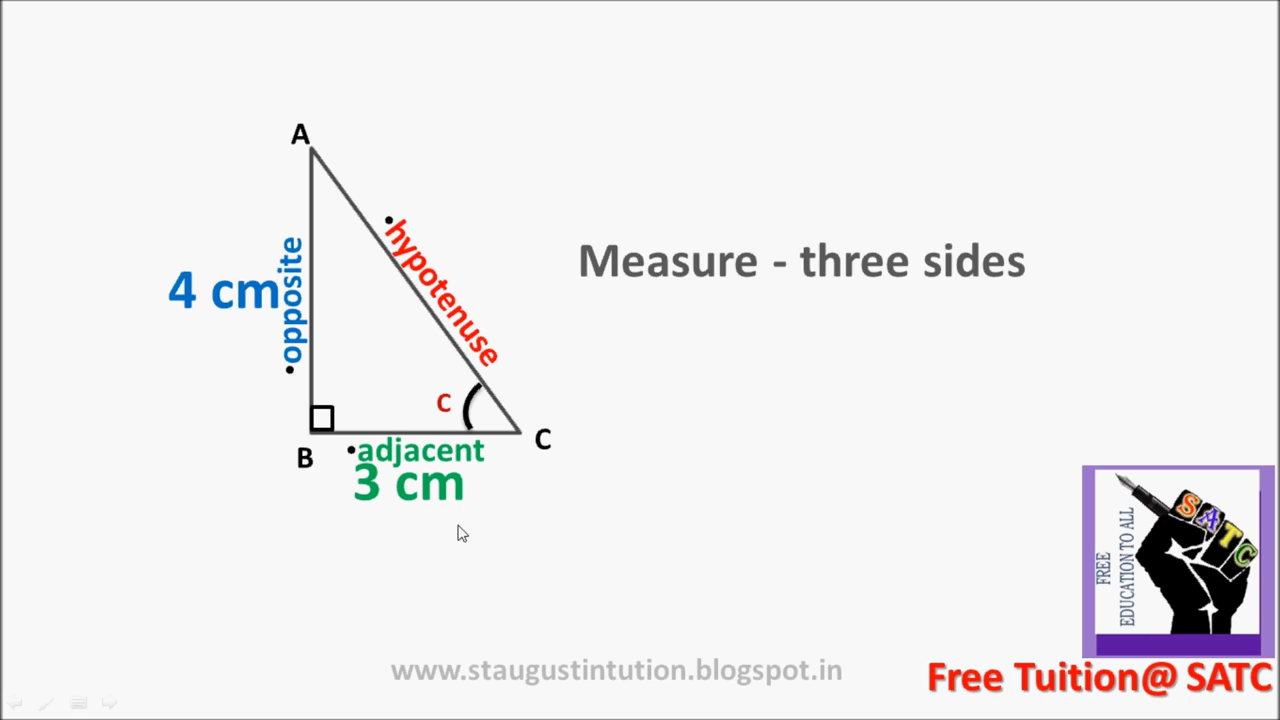 A
•hypotenuse
Measure - three sides
4 cm
•opposite
C
B
•adjacent
C
3 cm
FREE
EDUCATION TO ALL
SATC
www.staugustintution.blogspot.in
Free Tuition@ SATC